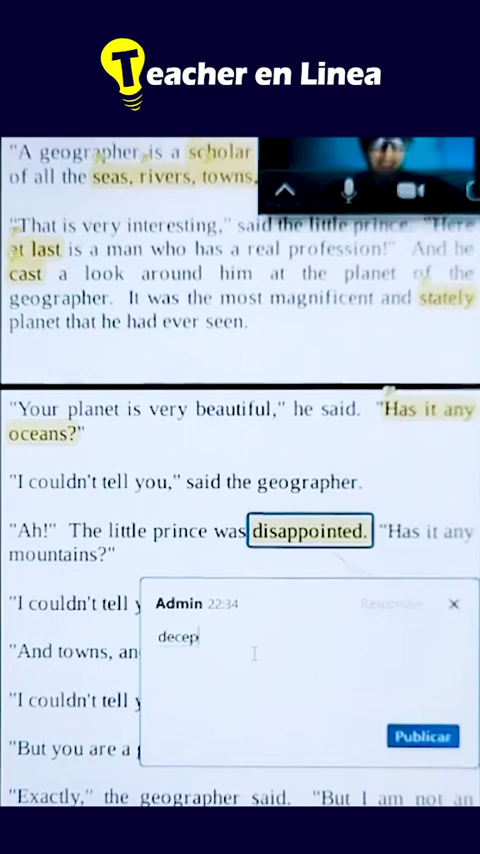 Teacher en Linea
"A geographer is a scholar
of all the seas, rivers, towns,
"That is very interesting," said the little prince. "Here
at last is a man who has a real profession!" And he
cast a look around him at the planet of the
geographer. It was the most magnificent and stately
planet that he had ever seen.
"Your planet is very beautiful," he said. "Has it any
oceans?"
"I couldn't tell you," said the geographer.
"Ah!" The little prince was disappointed. "Has it any
mountains?"
"I couldn't tell
Admin 22:34 Responder X
decep
"And towns, an
"I couldn't tell
Publicar
"But you are a
"Exactly," the geographer said. "But I am not an